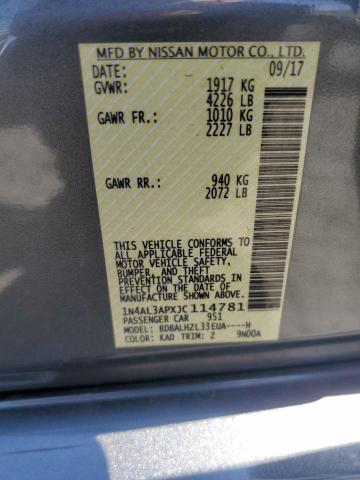 MFD BY NISSAN MOTOR CO., LTD.
DATE: 09/17
GVWR: 1917 KG
4226 LB
GAWR FR.: 1010 KG
2227 LB
GAWR RR.: 940 KG
2072 LB
THIS VEHICLE CONFORMS TO
ALL APPLICABLE FEDERAL
MOTOR VEHICLE SAFETY,
BUMPER, AND THEFT
PREVENTION STANDARDS IN
EFFECT ON THE DATE OF
MANUFACTURE SHOWN ABOVE.
1N4AL3APXJC114781
PASSENGER CAR 951
MODEL: BDBALHZL33EUA----H
COLOR: KAD TRIM: Z 9N00A